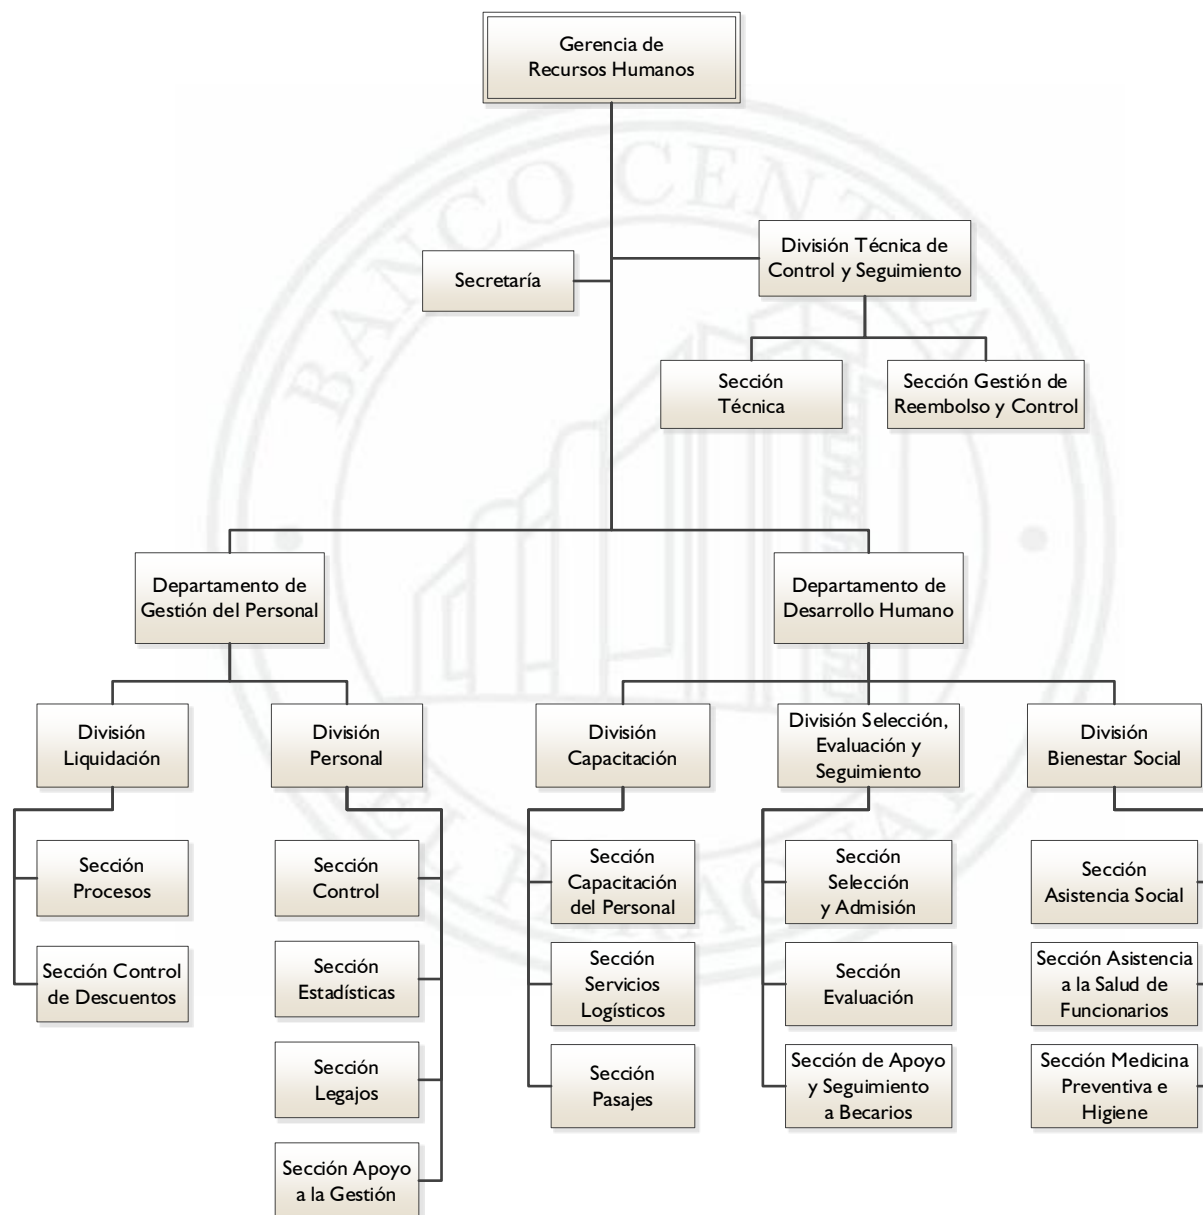 Gerencia de
Recursos Humanos
BANCO CENTRAL
DEL PARAGUAY
División Técnica de
Control y Seguimiento
Secretaría
Sección
Técnica
Sección Gestión de
Reembolso y Control
Departamento de
Gestión del Personal
Departamento de
Desarrollo Humano
División
Liquidación
División
Personal
División
Capacitación
División Selección,
Evaluación y
Seguimiento
División
Bienestar Social
Sección
Procesos
Sección Control
de Descuentos
Sección
Control
Sección
Estadísticas
Sección
Legajos
Sección Apoyo
a la Gestión
Sección
Capacitación
del Personal
Sección
Servicios
Logísticos
Sección
Pasajes
Sección
Selección
y Admisión
Sección
Evaluación
Sección de Apoyo
y Seguimiento
a Becarios
Sección
Asistencia Social
Sección Asistencia
a la Salud de
Funcionarios
Sección Medicina
Preventiva e
Higiene